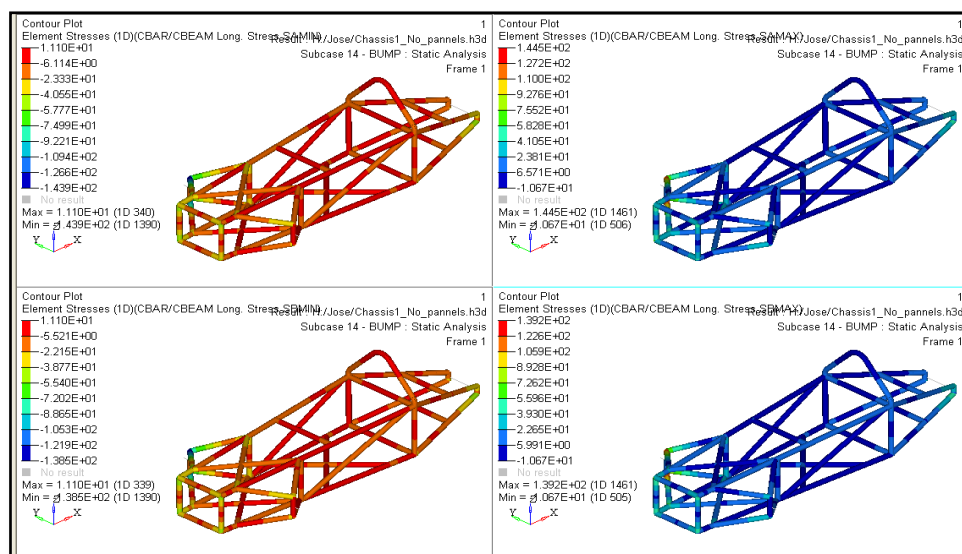 Contour Plot
1
Element Stresses (1D)(CBAR/CBEAM Long. Stress SAMIN)
Result : H:/Jose/Chassis1_No_pannels.h3d
Subcase 14 - BUMP : Static Analysis
Frame 1
1.110E+01
-6.114E+00
-2.333E+01
-4.055E+01
-5.777E+01
-7.499E+01
-9.221E+01
-1.094E+02
-1.266E+02
-1.439E+02
No result
Max = 1.110E+01 (1D 340)
Min = -1.439E+02 (1D 1390)
Z
Y X
Contour Plot
1
Element Stresses (1D)(CBAR/CBEAM Long. Stress SAMAX)
Result : H:/Jose/Chassis1_No_pannels.h3d
Subcase 14 - BUMP : Static Analysis
Frame 1
1.445E+02
1.272E+02
1.100E+02
9.276E+01
7.552E+01
5.828E+01
4.105E+01
2.381E+01
6.571E+00
-1.067E+01
No result
Max = 1.445E+02 (1D 1461)
Min = -1.067E+01 (1D 506)
Z
Y X
Contour Plot
1
Element Stresses (1D)(CBAR/CBEAM Long. Stress SBMIN)
Result : H:/Jose/Chassis1_No_pannels.h3d
Subcase 14 - BUMP : Static Analysis
Frame 1
1.110E+01
-5.521E+00
-2.215E+01
-3.877E+01
-5.540E+01
-7.202E+01
-8.865E+01
-1.053E+02
-1.219E+02
-1.385E+02
No result
Max = 1.110E+01 (1D 339)
Min = -1.385E+02 (1D 1390)
Z
Y X
Contour Plot
1
Element Stresses (1D)(CBAR/CBEAM Long. Stress SBMAX)
Result : H:/Jose/Chassis1_No_pannels.h3d
Subcase 14 - BUMP : Static Analysis
Frame 1
1.392E+02
1.226E+02
1.059E+02
8.928E+01
7.262E+01
5.596E+01
3.930E+01
2.265E+01
5.991E+00
-1.067E+01
No result
Max = 1.392E+02 (1D 1461)
Min = -1.067E+01 (1D 505)
Z
Y X